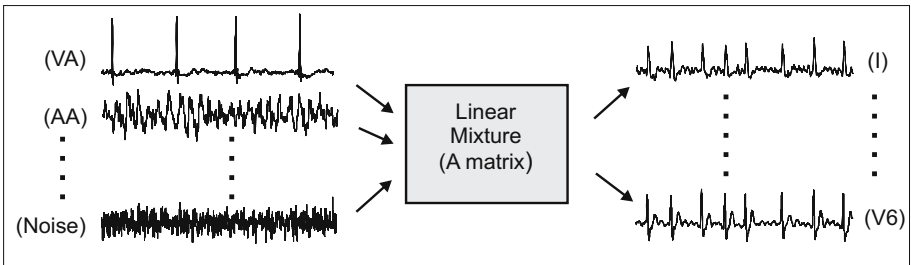 (VA)
(AA)
(Noise)
Linear
Mixture
(A matrix)
(I)
(V6)